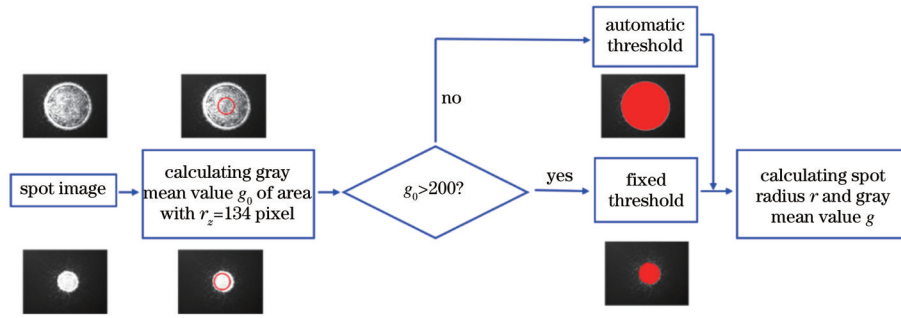 spot image
calculating gray
mean value g₀ of area
with r_z=134 pixel
g₀>200?
no
yes
automatic
threshold
fixed
threshold
calculating spot
radius r and gray
mean value g